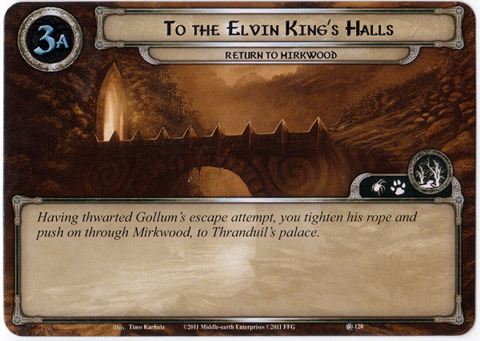 3A
To the Elvin King's Halls
Return to Mirkwood
Having thwarted Gollum's escape attempt, you tighten his rope and
push on through Mirkwood, to Thranduil's palace.
Illus. Timo Karhula ©2011 Middle-earth Enterprises ©2011 FFG 128